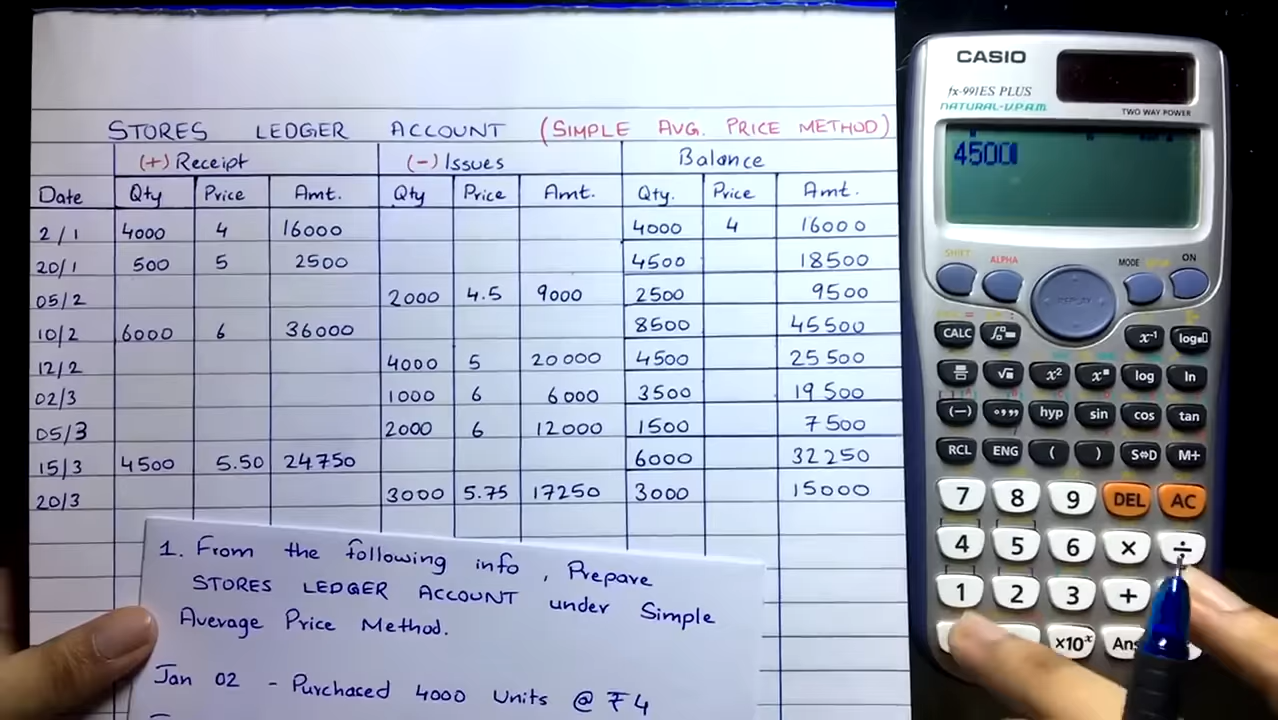 STORES LEDGER ACCOUNT (SIMPLE AVG. PRICE METHOD)
(+) Receipt (-) Issues Balance
Date Qty Price Amt. Qty Price Amt. Qty. Price Amt.
2/1 4000 4 16000 4000 4 16000
20/1 500 5 2500 4500 18500
05/2 2000 4.5 9000 2500 9500
10/2 6000 6 36000 8500 45500
12/2 4000 5 20000 4500 25500
02/3 1000 6 6000 3500 19500
05/3 2000 6 12000 1500 7500
15/3 4500 5.50 24750 6000 32250
20/3 3000 5.75 17250 3000 15000
1. From the following info, Prepare
STORES LEDGER ACCOUNT under Simple
Average Price Method.
Jan 02 - Purchased 4000 Units @ ₹4
CASIO
fx-991ES PLUS
NATURAL-V.P.A.M.
TWO WAY POWER
4500
SHIFT ALPHA MODE ON
REPLAY
CALC x⁻¹ log
√ x² log ln
(−) hyp sin cos tan
RCL ENG ( ) S⇔D M+
7 8 9 DEL AC
4 5 6 × ÷
1 2 3 +
×10ˣ Ans